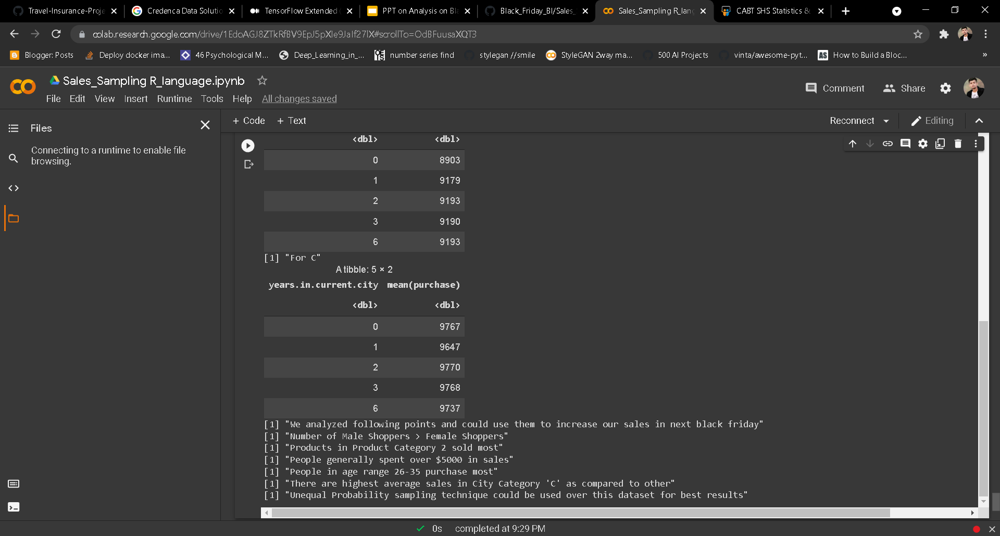 Travel-Insurance-Proje
Credenca Data Solutio
TensorFlow Extended
PPT on Analysis on Bla
Black_Friday_BI/Sales_
Sales_Sampling R_lang
CABT SHS Statistics &
colab.research.google.com/drive/1EdoAGJ8ZTkRfBV9EpJ5pXle9Jalf27lX#scrollTo=OdBFuusaXQT3
Blogger: Posts
Deploy docker ima...
46 Psychological M...
Deep_Learning_in_...
number series find
stylegan //smile
StyleGAN 2way ma...
500 AI Projects
vinta/awesome-pyt...
AS
How to Build a Bloc...
»
Sales_Sampling R_language.ipynb
File Edit View Insert Runtime Tools Help All changes saved
Comment
Share
Files
+ Code + Text
Reconnect
Editing
Connecting to a runtime to enable file
browsing.
<dbl> <dbl>
0 8903
1 9179
2 9193
3 9190
6 9193
[1] "For C"
A tibble: 5 × 2
years.in.current.city mean(purchase)
<dbl> <dbl>
0 9767
1 9647
2 9770
3 9768
6 9737
[1] "We analyzed following points and could use them to increase our sales in next black friday"
[1] "Number of Male Shoppers > Female Shoppers"
[1] "Products in Product Category 2 sold most"
[1] "People generally spent over $5000 in sales"
[1] "People in age range 26-35 purchase most"
[1] "There are highest average sales in City Category 'C' as compared to other"
[1] "Unequal Probability sampling technique could be used over this dataset for best results"
0s completed at 9:29 PM